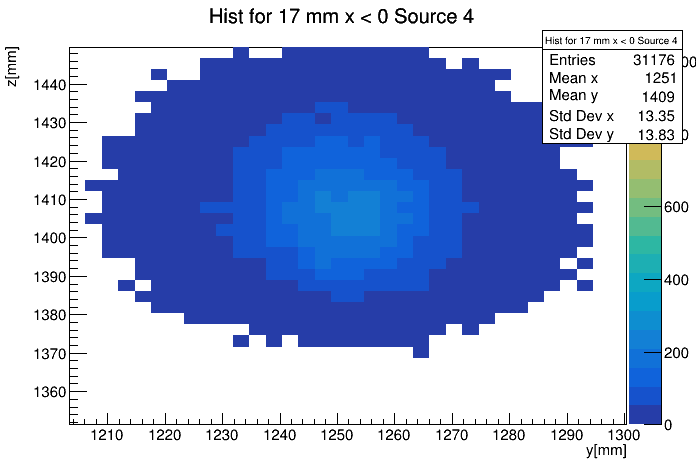 Hist for 17 mm x < 0 Source 4
z[mm]
Hist for 17 mm x < 0 Source 4
Entries 31176
Mean x 1251
Mean y 1409
Std Dev x 13.35
Std Dev y 13.83
1440
1430
1420
1410
1400
1390
1380
1370
1360
600
400
200
0
1210 1220 1230 1240 1250 1260 1270 1280 1290 1300
y[mm]